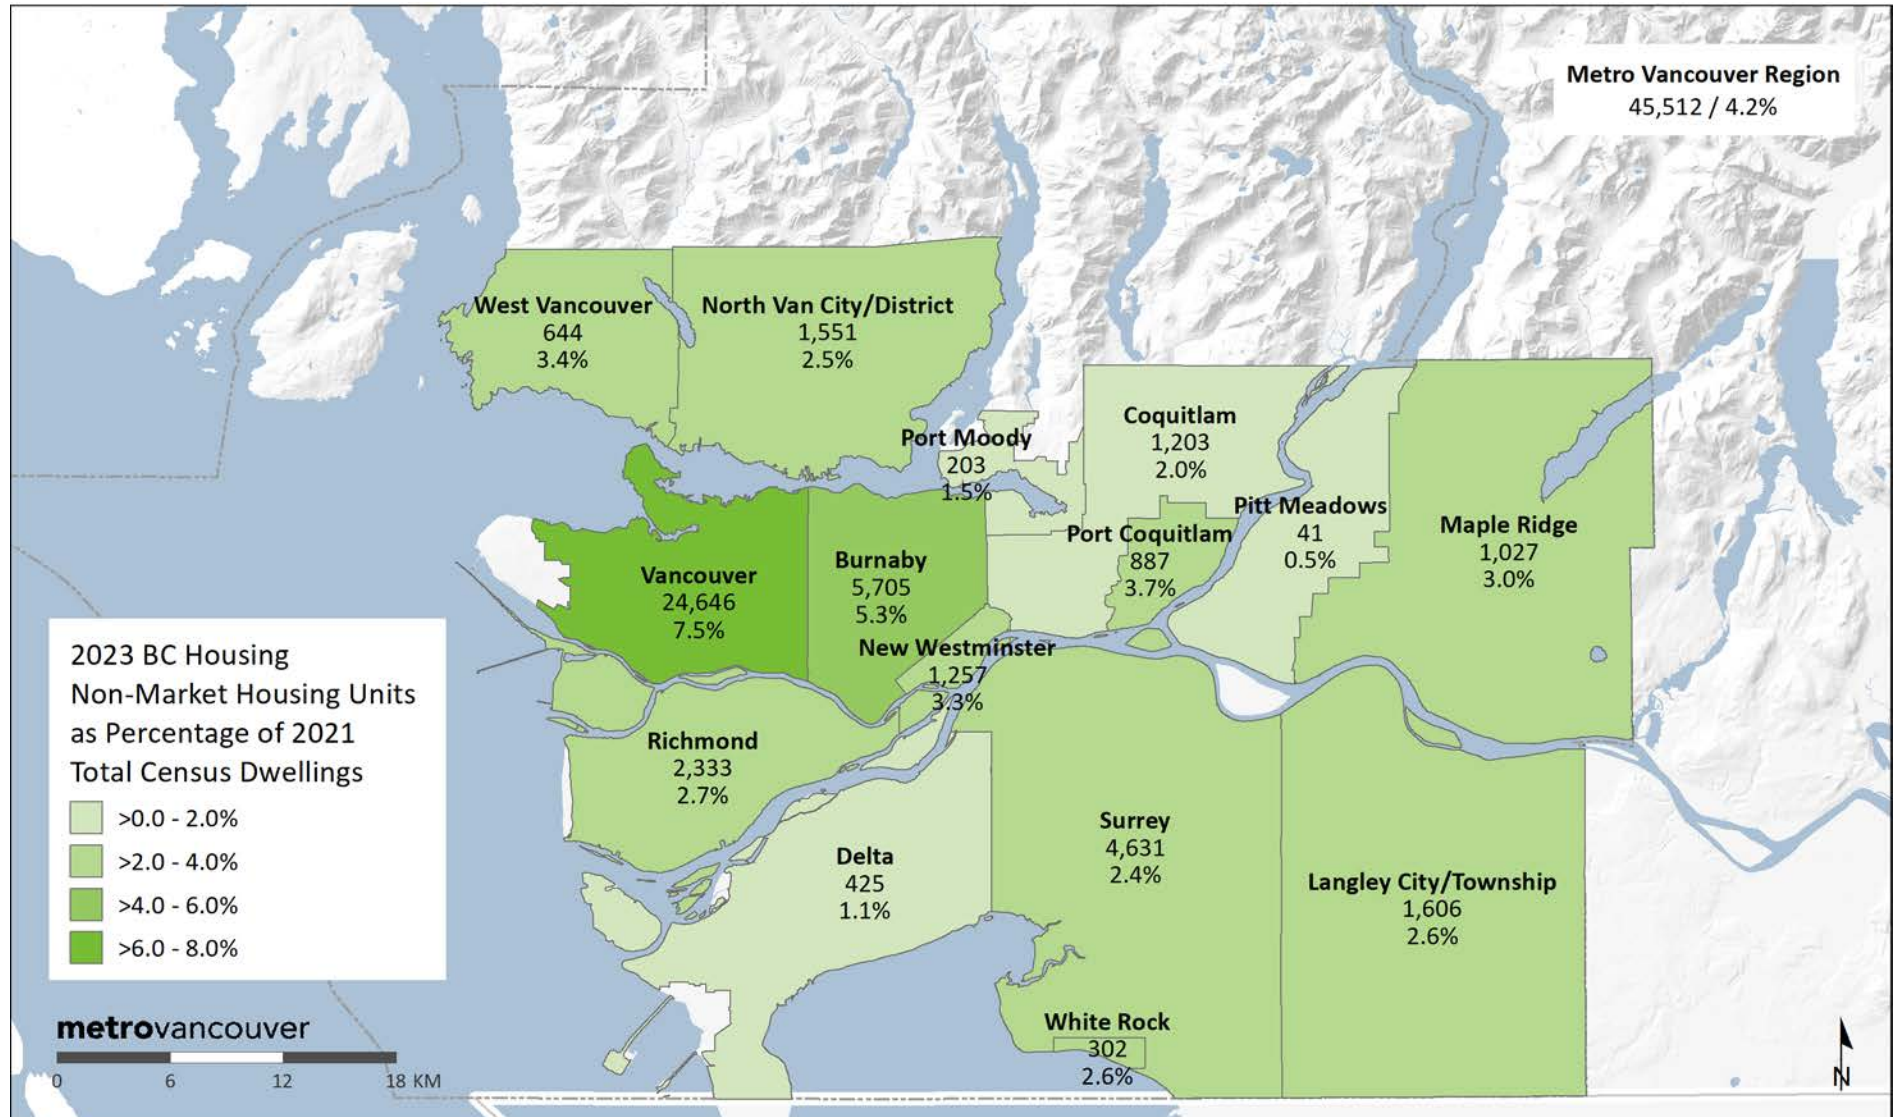 Metro Vancouver Region
45,512 / 4.2%
West Vancouver
644
3.4%
North Van City/District
1,551
2.5%
Port Moody
203
1.5%
Coquitlam
1,203
2.0%
Pitt Meadows
41
0.5%
Port Coquitlam
887
3.7%
Maple Ridge
1,027
3.0%
Vancouver
24,646
7.5%
Burnaby
5,705
5.3%
New Westminster
1,257
3.3%
Richmond
2,333
2.7%
Delta
425
1.1%
Surrey
4,631
2.4%
Langley City/Township
1,606
2.6%
White Rock
302
2.6%
2023 BC Housing
Non-Market Housing Units
as Percentage of 2021
Total Census Dwellings
>0.0 - 2.0%
>2.0 - 4.0%
>4.0 - 6.0%
>6.0 - 8.0%
metrovancouver
0 6 12 18 KM
N